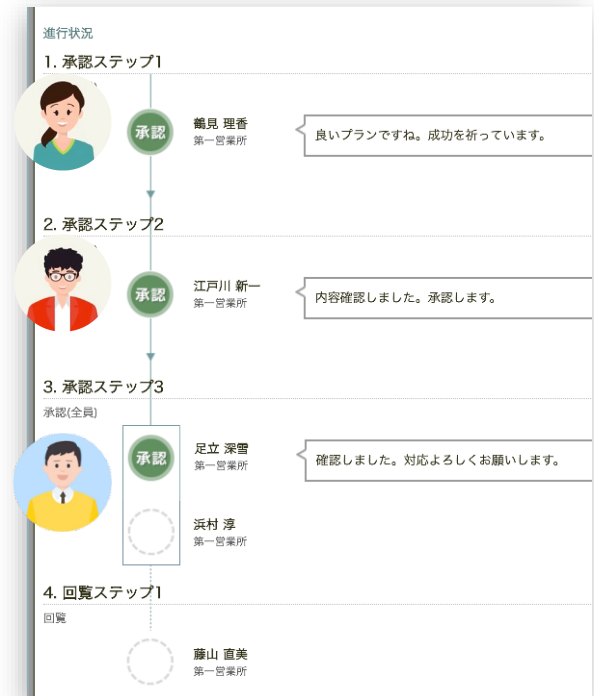 進行状況
1. 承認ステップ1
承認
鶴見 理香
第一営業所
良いプランですね。成功を祈っています。
2. 承認ステップ2
承認
江戸川 新一
第一営業所
内容確認しました。承認します。
3. 承認ステップ3
承認(全員)
承認
足立 深雪
第一営業所
確認しました。対応よろしくお願いします。
浜村 淳
第一営業所
4. 回覧ステップ1
回覧
藤山 直美
第一営業所